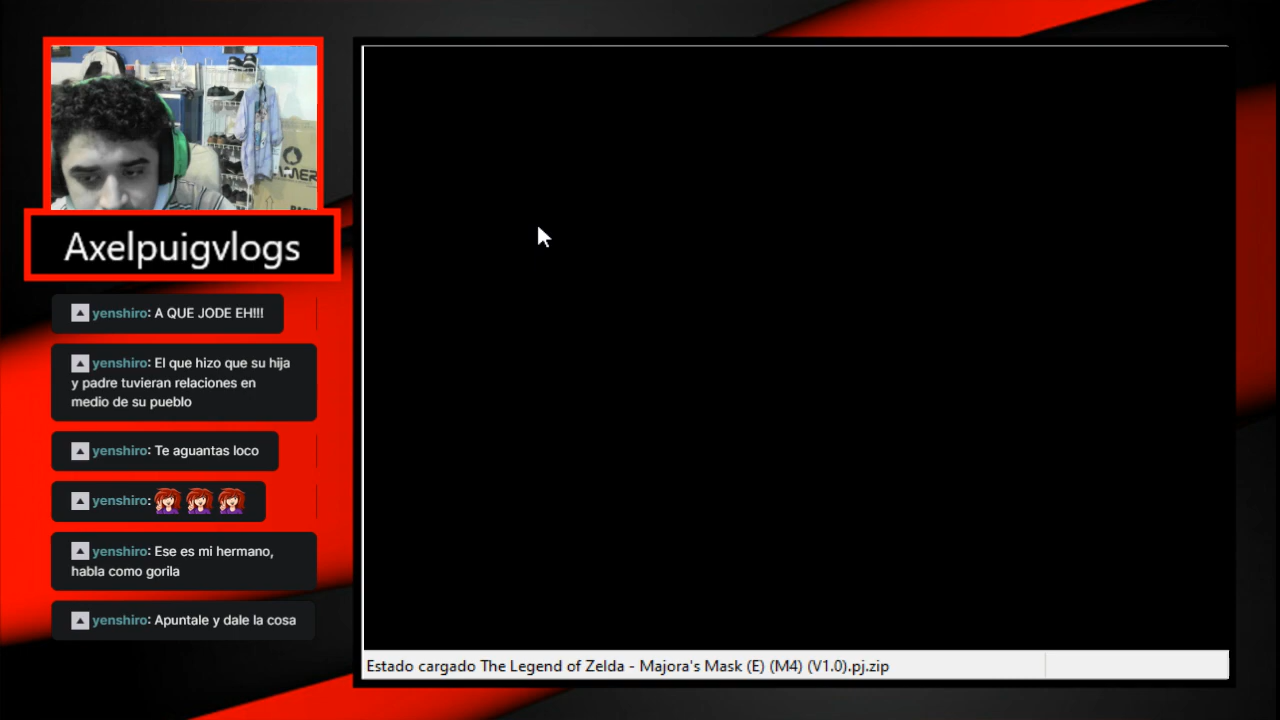 Axelpuigvlogs
yenshiro: A QUE JODE EH!!!
yenshiro: El que hizo que su hija
y padre tuvieran relaciones en
medio de su pueblo
yenshiro: Te aguantas loco
yenshiro:
yenshiro: Ese es mi hermano,
habla como gorila
yenshiro: Apuntale y dale la cosa
Estado cargado The Legend of Zelda - Majora's Mask (E) (M4) (V1.0).pj.zip